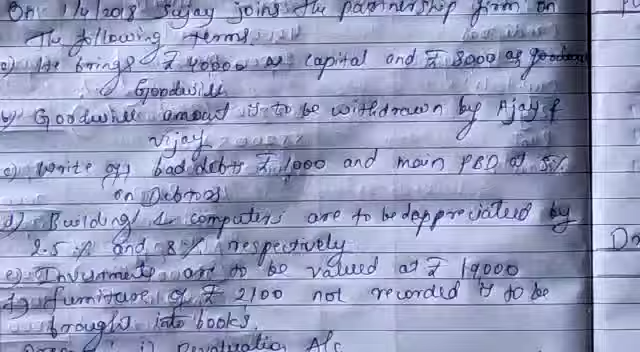 On 1/4/2018 Sujay joins the partnership firm on
The following terms
a) He brings ₹ 40000 as capital and ₹ 8000 as
Goodwill
b) Goodwill amount is to be withdrawn by Ajay &
Vijay
c) Write off bad debts ₹ 1000 and main PBD at 5%
on Debtors
d) Building & computers are to be deppreciated by
2.5 % and 8 % respectively
e) Investments are to be valued at ₹ 19000
f) Furniture of ₹ 2100 not recorded is to be
brought into books.
i) Revaluation A/c